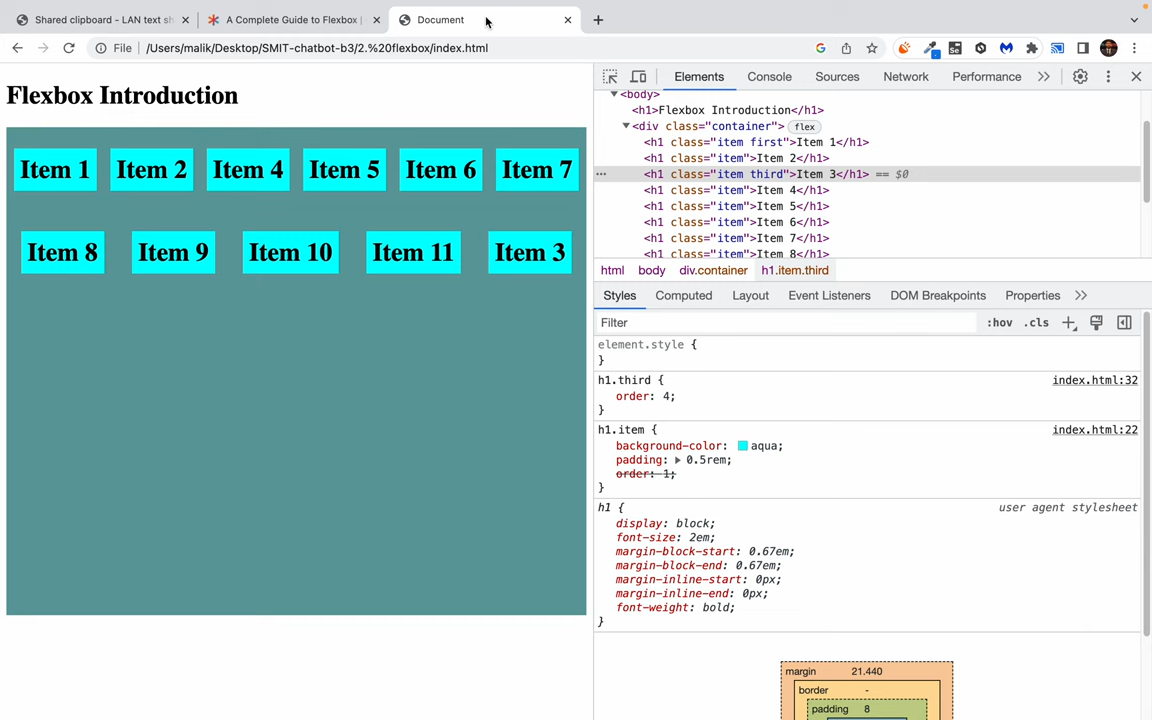 Shared clipboard - LAN text sh
A Complete Guide to Flexbox |
Document
File
/Users/malik/Desktop/SMIT-chatbot-b3/2.%20flexbox/index.html
Flexbox Introduction
Item 1
Item 2
Item 4
Item 5
Item 6
Item 7
Item 8
Item 9
Item 10
Item 11
Item 3
Elements
Console
Sources
Network
Performance
<body>
<h1>Flexbox Introduction</h1>
<div class="container"> flex
<h1 class="item first">Item 1</h1>
<h1 class="item">Item 2</h1>
<h1 class="item third">Item 3</h1> == $0
<h1 class="item">Item 4</h1>
<h1 class="item">Item 5</h1>
<h1 class="item">Item 6</h1>
<h1 class="item">Item 7</h1>
<h1 class="item">Item 8</h1>
html body div.container h1.item.third
Styles
Computed
Layout
Event Listeners
DOM Breakpoints
Properties
Filter
:hov .cls
element.style {
}
h1.third {
index.html:32
order: 4;
}
h1.item {
index.html:22
background-color: aqua;
padding: 0.5rem;
order: 1;
}
h1 {
user agent stylesheet
display: block;
font-size: 2em;
margin-block-start: 0.67em;
margin-block-end: 0.67em;
margin-inline-start: 0px;
margin-inline-end: 0px;
font-weight: bold;
}
margin 21.440
border -
padding 8